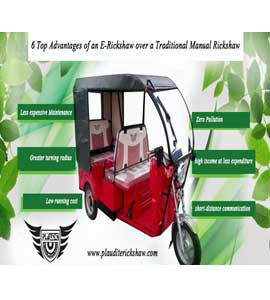 6 Top Advantages of an E-Rickshaw over a Traditional Manual Rickshaw
Less expensive Maintenance
Zero Pollution
Greater turning radius
high income at less expenditure
Low running cost
short-distance communication
www.plauditerickshaw.com